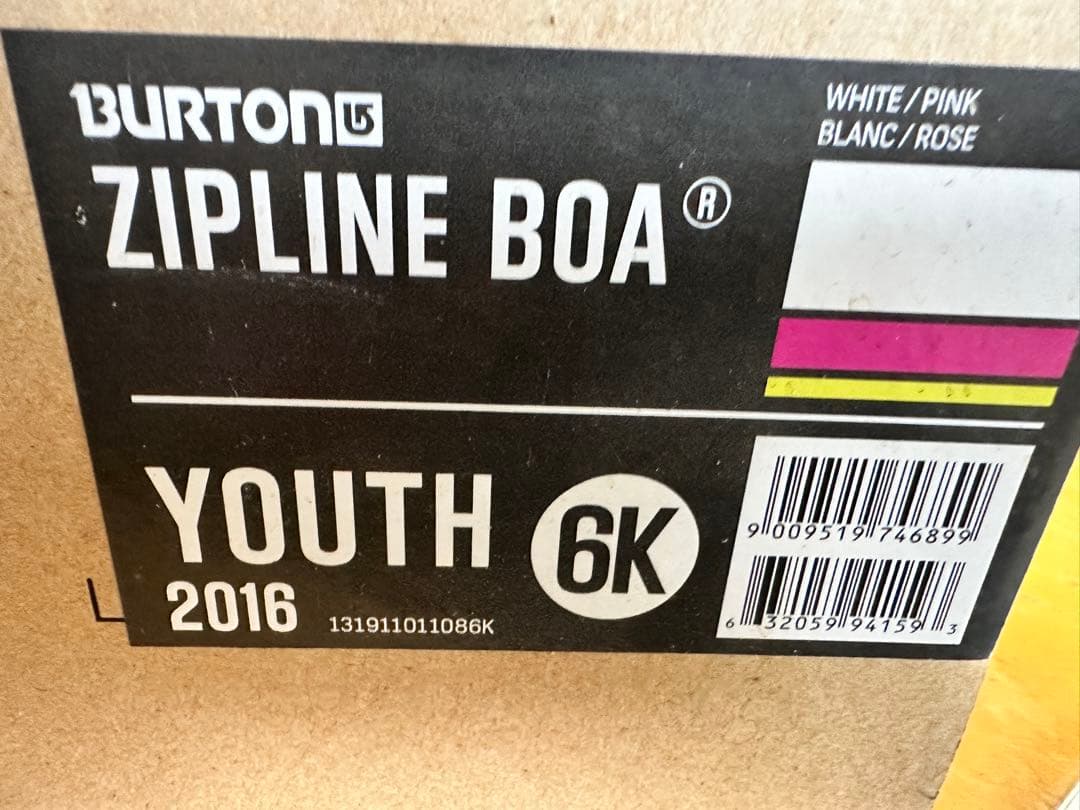 BURTON
WHITE / PINK
BLANC / ROSE
ZIPLINE BOA®
YOUTH 6K
2016 131911011086K
9 009519 746899
6 32059 94159 3